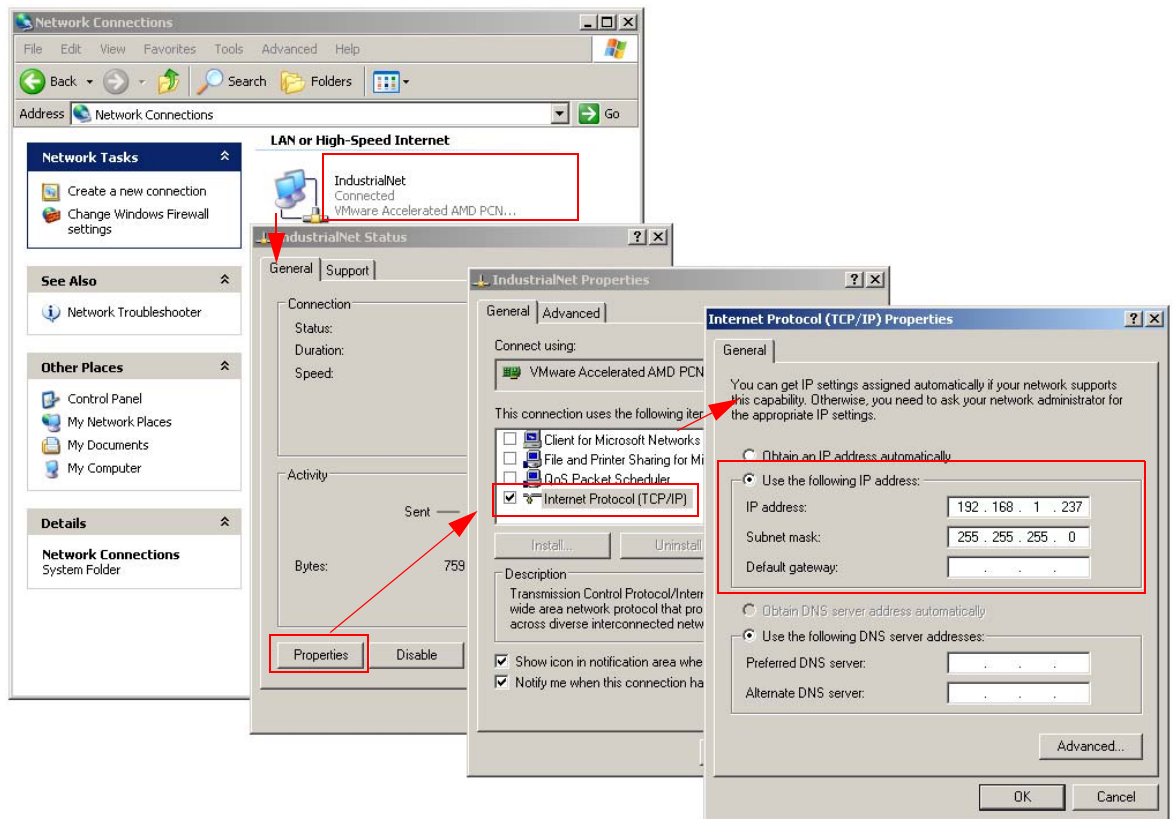 Network Connections
File Edit View Favorites Tools Advanced Help
Back Search Folders
Address Network Connections Go
Network Tasks
Create a new connection
Change Windows Firewall
settings
See Also
Network Troubleshooter
Other Places
Control Panel
My Network Places
My Documents
My Computer
Details
Network Connections
System Folder
LAN or High-Speed Internet
IndustrialNet
Connected
VMware Accelerated AMD PCN...
IndustrialNet Status
General Support
Connection
Status:
Duration:
Speed:
Activity
Sent
Bytes: 759
Properties Disable
IndustrialNet Properties
General Advanced
Connect using:
VMware Accelerated AMD PCN
This connection uses the following
Client for Microsoft Networks
File and Printer Sharing for
QoS Packet Scheduler
Internet Protocol (TCP/IP)
Install... Uninstall
Description
Transmission Control
wide area network protocol that
across diverse interconnected
Show icon in notification area
Notify me when this connection
Internet Protocol (TCP/IP) Properties
General
You can get IP settings assigned automatically if your network supports
this capability. Otherwise, you need to ask your network administrator for
the appropriate IP settings.
Obtain an IP address automatically
Use the following IP address:
IP address: 192 . 168 . 1 . 237
Subnet mask: 255 . 255 . 255 . 0
Default gateway: . . .
Obtain DNS server address automatically
Use the following DNS server addresses:
Preferred DNS server: . . .
Alternate DNS server: . . .
Advanced...
OK Cancel